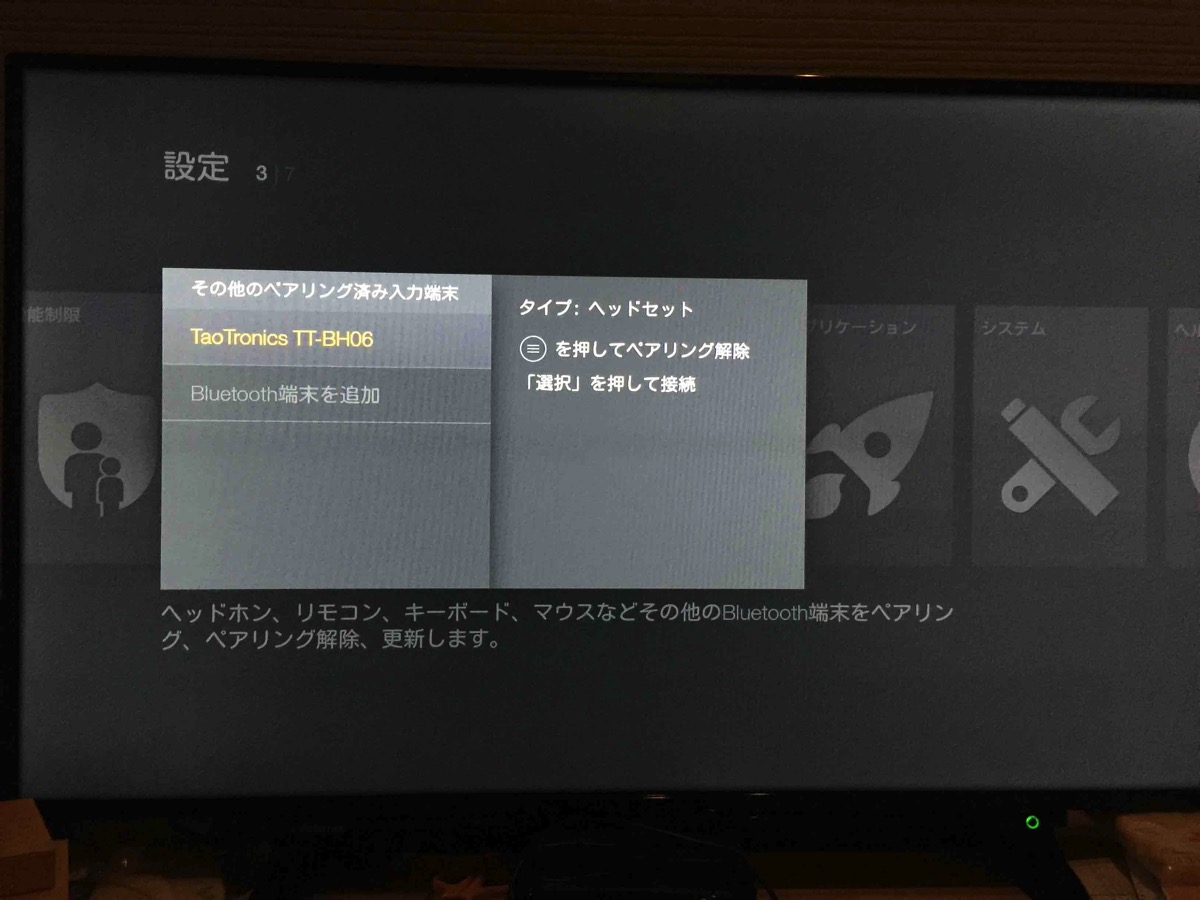 設定 3 | 7
能制限
その他のペアリング済み入力端末
TaoTronics TT-BH06
Bluetooth端末を追加
タイプ: ヘッドセット
を押してペアリング解除
「選択」を押して接続
プリケーション
システム
ヘ
ヘッドホン、リモコン、キーボード、マウスなどその他のBluetooth端末をペアリン
グ、ペアリング解除、更新します。